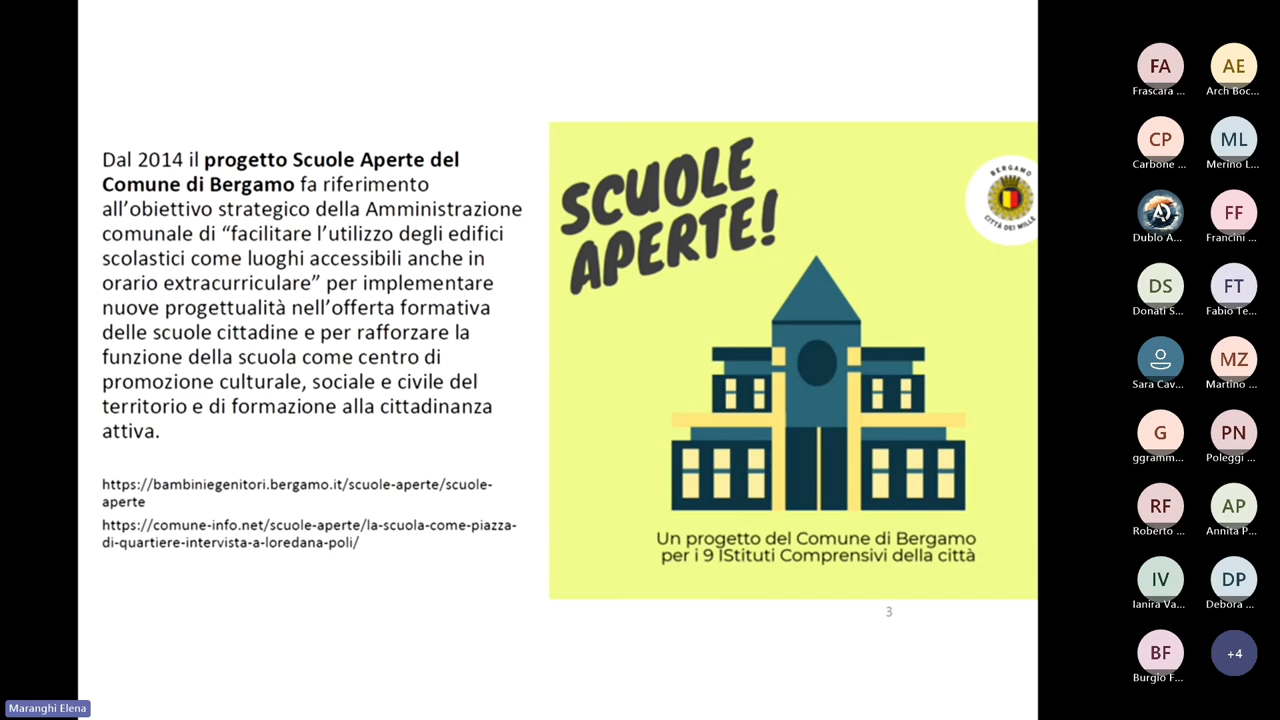 Dal 2014 il progetto Scuole Aperte del
Comune di Bergamo fa riferimento
all’obiettivo strategico della Amministrazione
comunale di “facilitare l’utilizzo degli edifici
scolastici come luoghi accessibili anche in
orario extracurriculare” per implementare
nuove progettualità nell’offerta formativa
delle scuole cittadine e per rafforzare la
funzione della scuola come centro di
promozione culturale, sociale e civile del
territorio e di formazione alla cittadinanza
attiva.
https://bambiniegenitori.bergamo.it/scuole-aperte/scuole-
aperte
https://comune-info.net/scuole-aperte/la-scuola-come-piazza-
di-quartiere-intervista-a-loredana-poli/
SCUOLE
APERTE!
BERGAMO
CITTÀ DEI MILLE
Un progetto del Comune di Bergamo
per i 9 IStituti Comprensivi della città
3
FA
Frascara ...
AE
Arch Boc...
CP
Carbone ...
ML
Merino L...
Dublo A...
FF
Francini ...
DS
Donati S...
FT
Fabio Te...
Sara Cav...
MZ
Martino ...
G
ggramm...
PN
Poleggi ...
RF
Roberto ...
AP
Annita P...
IV
Ianira Va...
DP
Debora ...
BF
Burgio F...
+4
Maranghi Elena